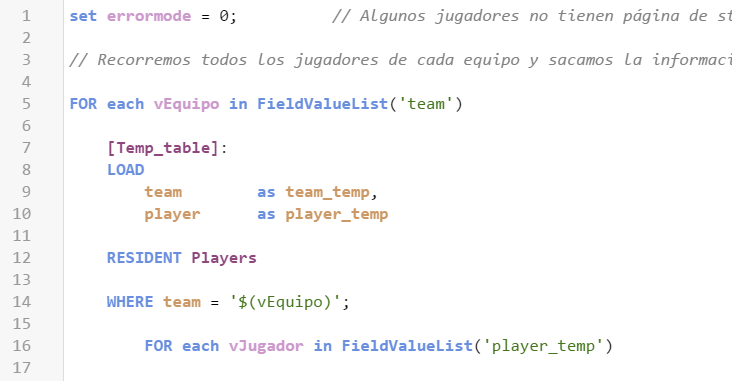 1 set errormode = 0; // Algunos jugadores no tienen página de
2
3 // Recorremos todos los jugadores de cada equipo y sacamos la
4
5 FOR each vEquipo in FieldValueList('team')
6
7 [Temp_table]:
8 LOAD
9 team as team_temp,
10 player as player_temp
11
12 RESIDENT Players
13
14 WHERE team = '$(vEquipo)';
15
16 FOR each vJugador in FieldValueList('player_temp')
17